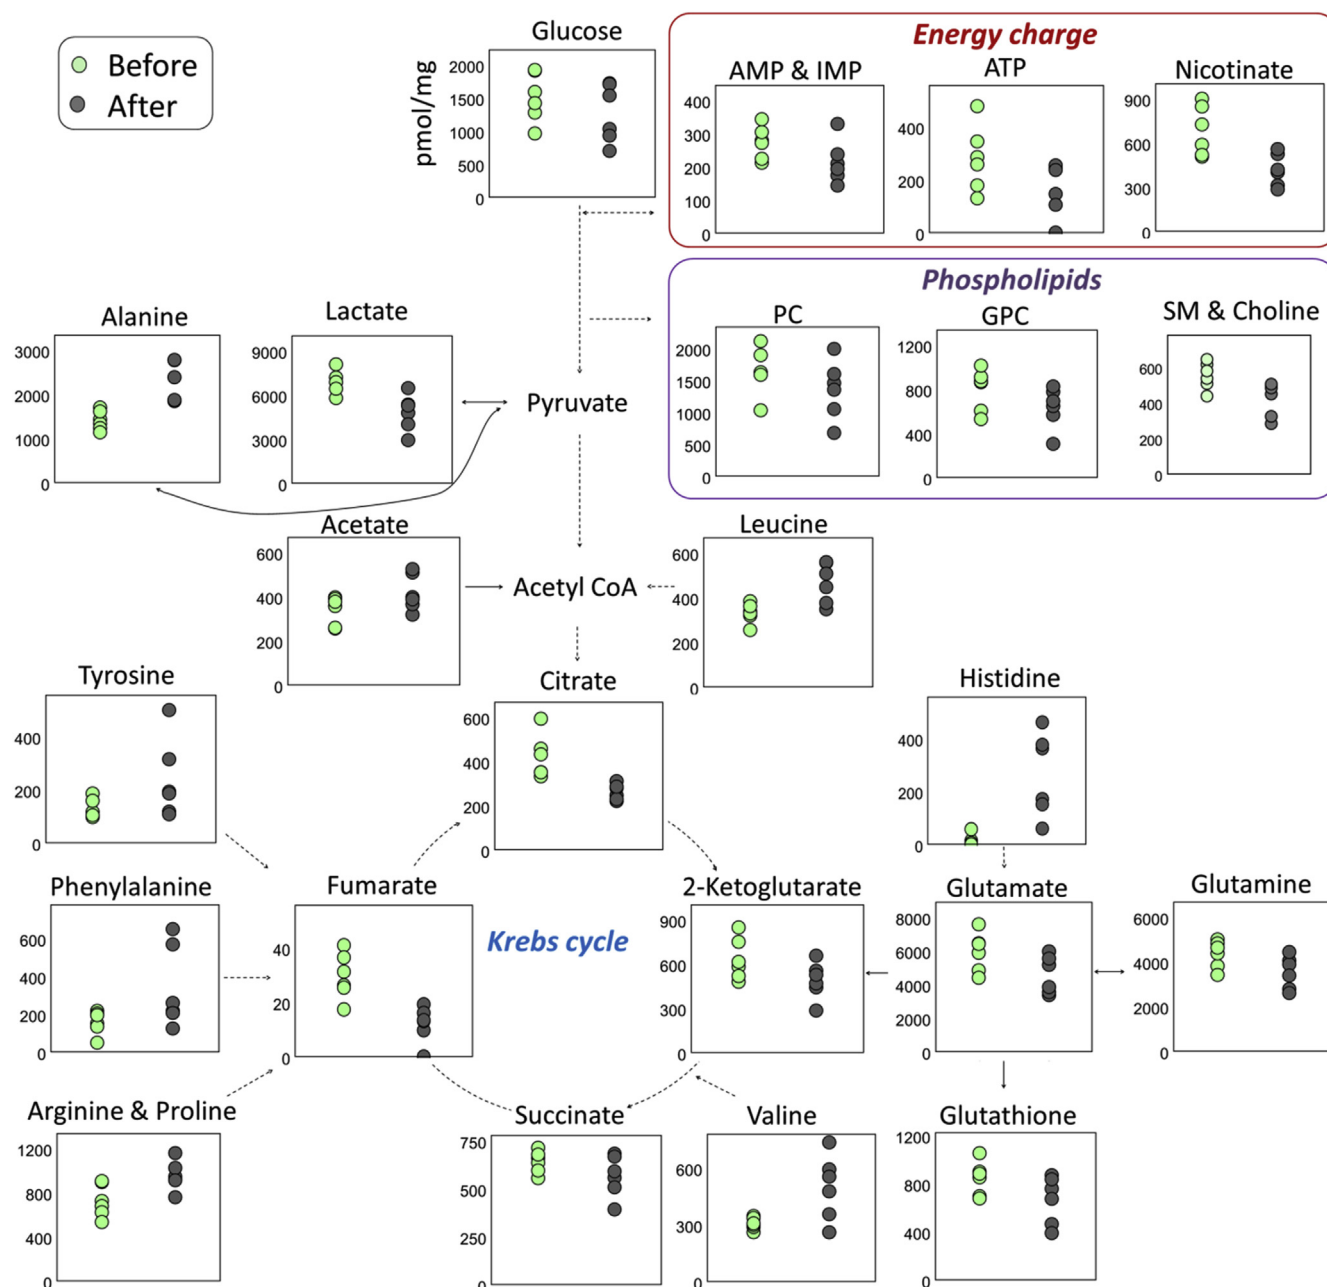 Before
After
Glucose
pmol/mg
2000
1500
1000
500
0
Energy charge
AMP & IMP
400
300
200
100
0
ATP
400
200
0
Nicotinate
900
600
300
0
Phospholipids
PC
2000
1500
1000
500
0
GPC
1200
800
400
0
SM & Choline
600
400
200
0
Alanine
3000
2000
1000
0
Lactate
9000
6000
3000
0
Pyruvate
Acetate
600
400
200
0
Acetyl CoA
Leucine
600
400
200
0
Tyrosine
400
200
0
Citrate
600
400
200
0
Histidine
400
200
0
Phenylalanine
600
400
200
0
Fumarate
40
20
0
Krebs cycle
2-Ketoglutarate
900
600
300
0
Glutamate
8000
6000
4000
2000
0
Glutamine
6000
4000
2000
0
Arginine & Proline
1200
800
400
0
Succinate
750
500
250
0
Valine
600
300
0
Glutathione
1200
800
400
0